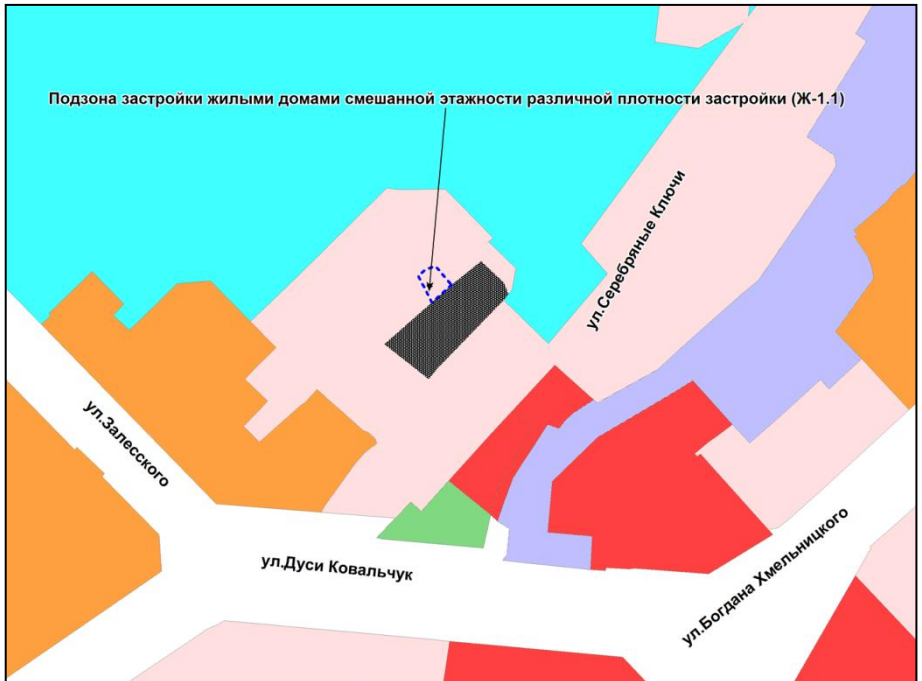 Подзона застройки жилыми домами смешанной этажности различной плотности застройки (Ж-1.1)
ул.Серебряные Ключи
ул.Залесского
ул.Дуси Ковальчук
ул.Богдана Хмельницкого